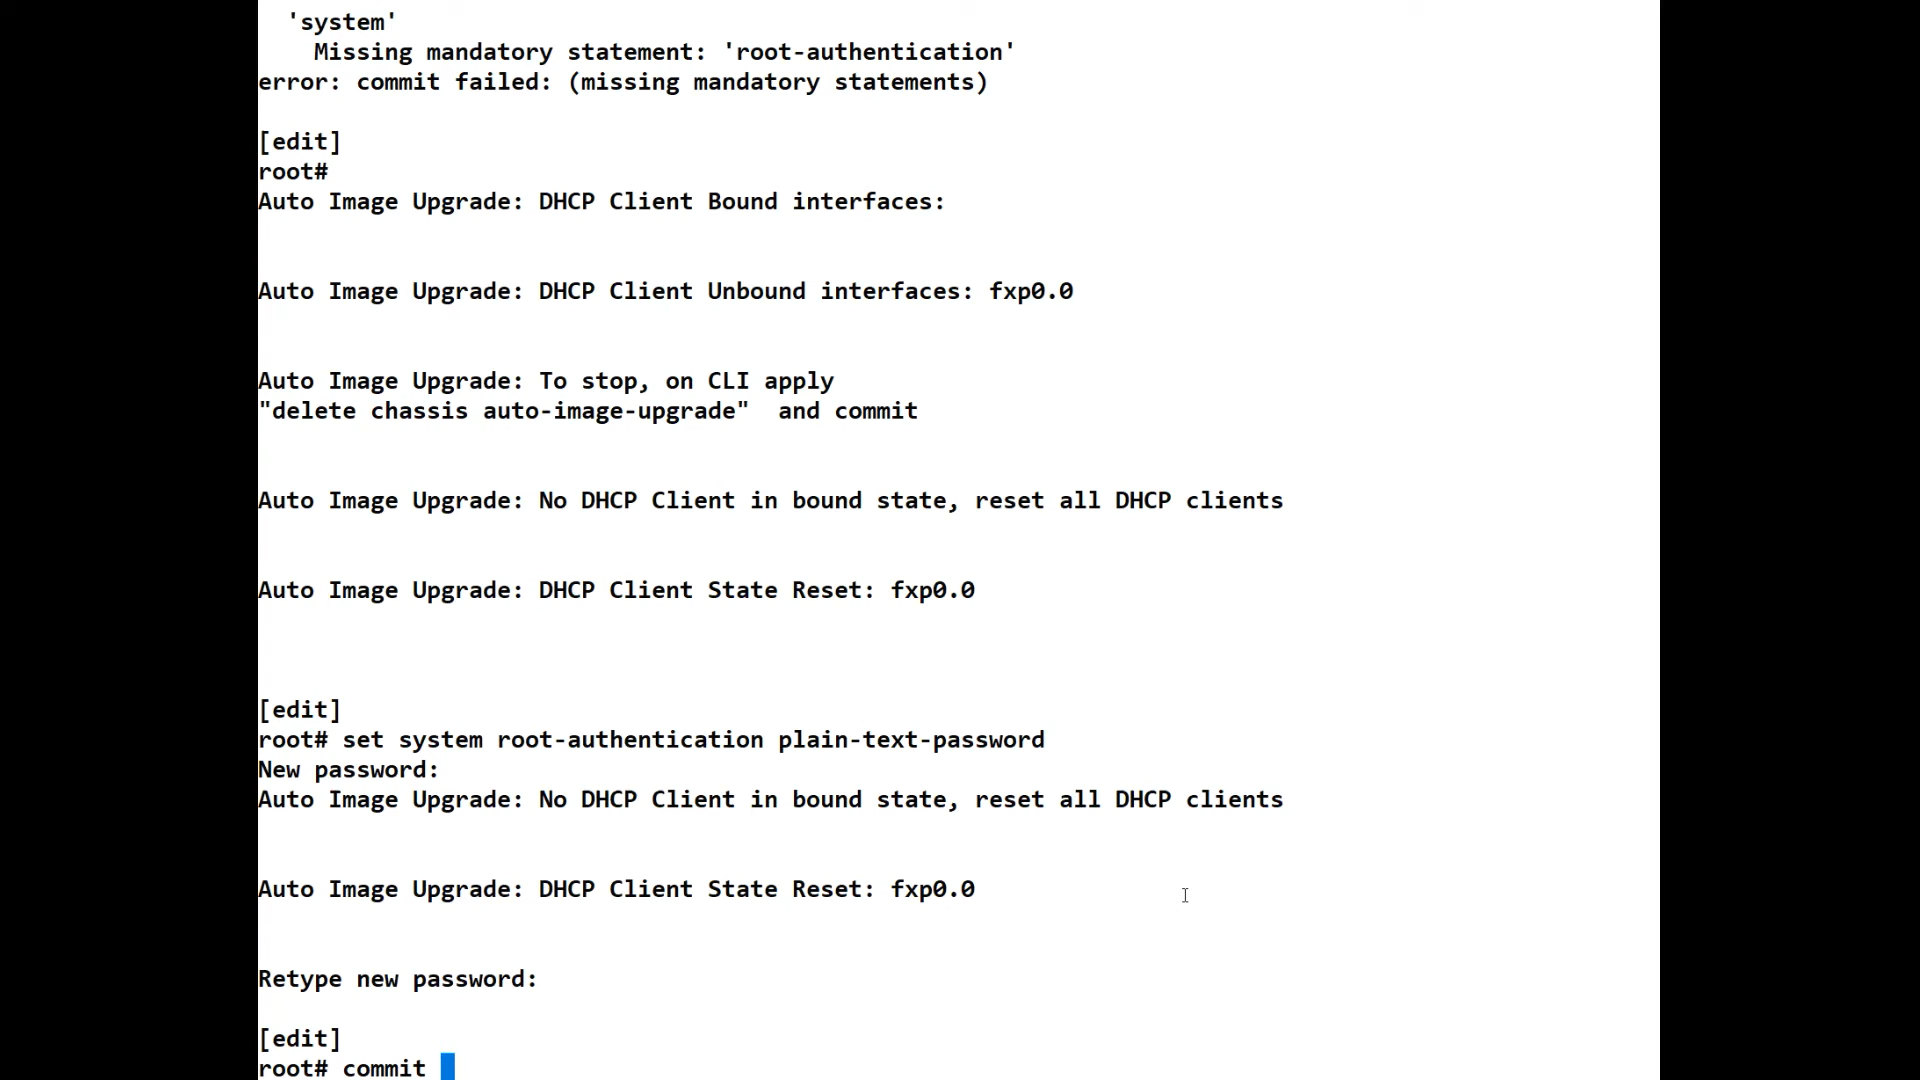 'system'
Missing mandatory statement: 'root-authentication'
error: commit failed: (missing mandatory statements)
[edit]
root#
Auto Image Upgrade: DHCP Client Bound interfaces:
Auto Image Upgrade: DHCP Client Unbound interfaces: fxp0.0
Auto Image Upgrade: To stop, on CLI apply
"delete chassis auto-image-upgrade"  and commit
Auto Image Upgrade: No DHCP Client in bound state, reset all DHCP clients
Auto Image Upgrade: DHCP Client State Reset: fxp0.0
[edit]
root# set system root-authentication plain-text-password
New password:
Auto Image Upgrade: No DHCP Client in bound state, reset all DHCP clients
Auto Image Upgrade: DHCP Client State Reset: fxp0.0
Retype new password:
[edit]
root# commit